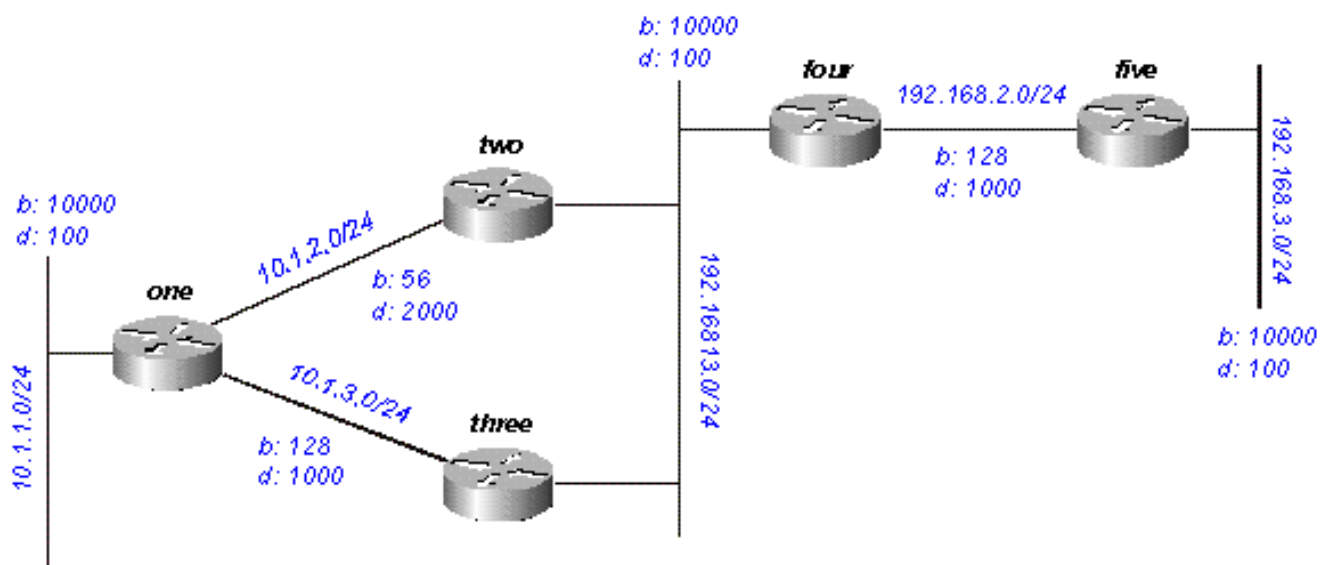 b: 10000
d: 100
four
five
192.168.2.0/24
b: 128
d: 1000
192.168.3.0/24
b: 10000
d: 100
two
b: 10000
d: 100
10.1.2.0/24
b: 56
d: 2000
192.16813.0/24
one
10.1.1.0/24
10.1.3.0/24
b: 128
d: 1000
three